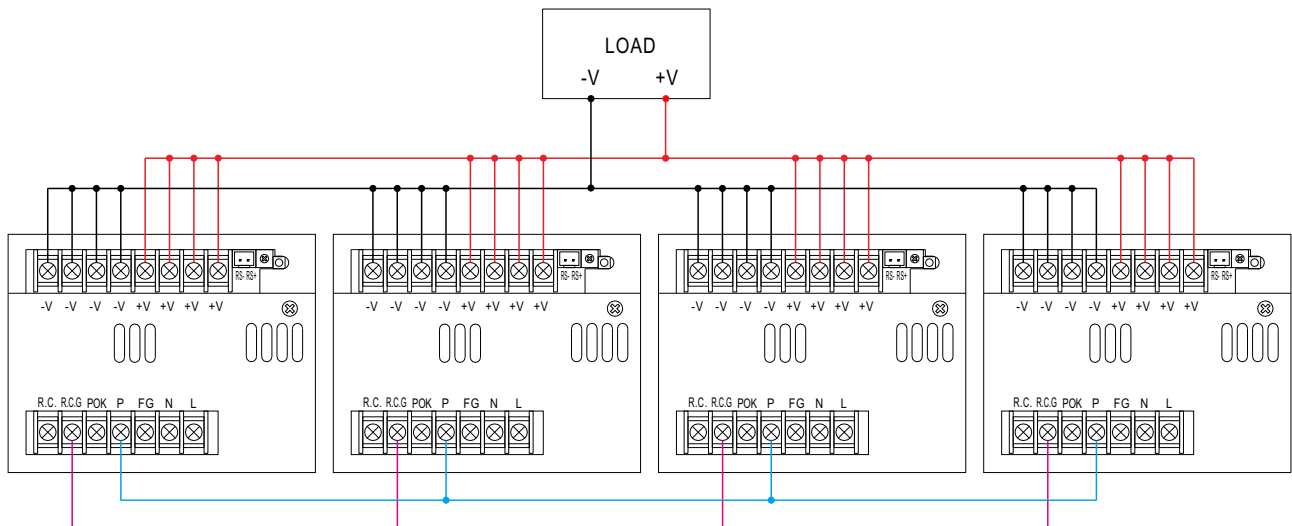 LOAD
-V +V
RS- RS+ RS- RS+ RS- RS+ RS- RS+
-V -V -V -V +V +V +V +V -V -V -V -V +V +V +V +V -V -V -V -V +V +V +V +V -V -V -V -V +V +V +V +V
R.C. R.C.G POK P FG N L R.C. R.C.G POK P FG N L R.C. R.C.G POK P FG N L R.C. R.C.G POK P FG N L